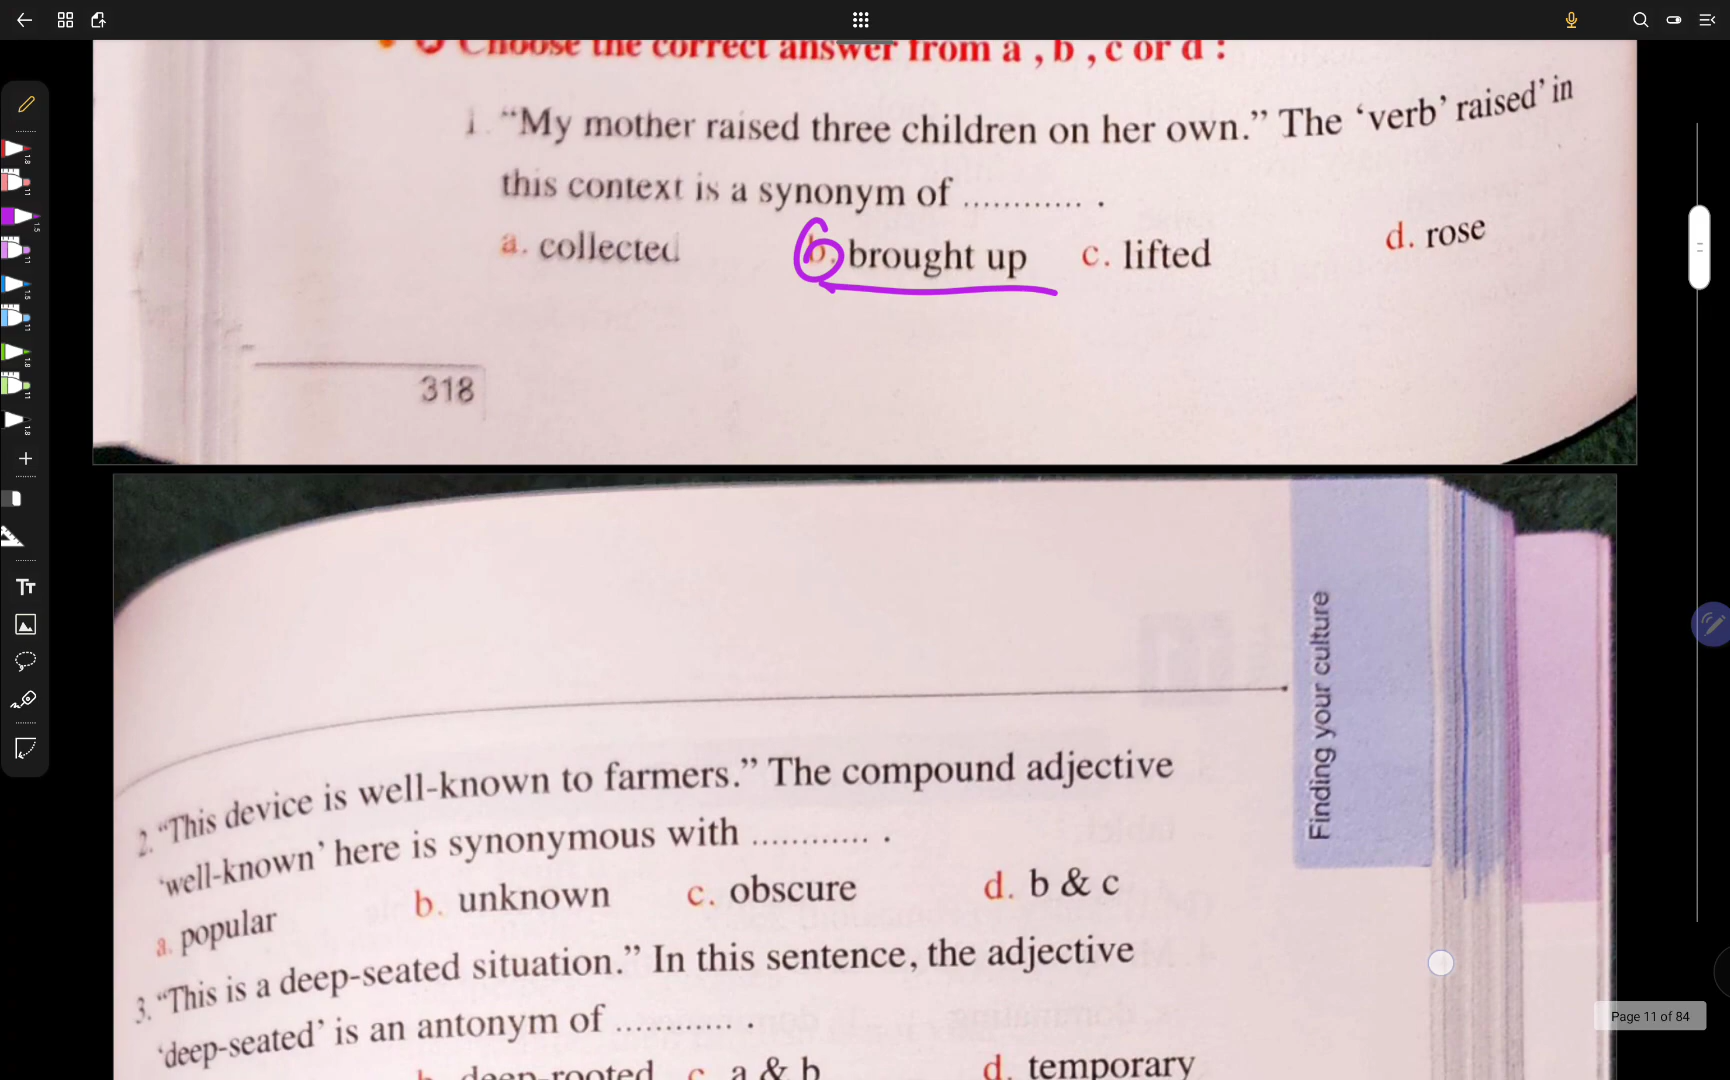 Choose the correct answer from a , b , c or d :
1. “My mother raised three children on her own.” The ‘verb’ raised’ in
this context is a synonym of ............ .
a. collected b. brought up c. lifted d. rose
318
Finding your culture
2. “This device is well-known to farmers.” The compound adjective
‘well-known’ here is synonymous with ............ .
a. popular b. unknown c. obscure d. b & c
3. “This is a deep-seated situation.” In this sentence, the adjective
‘deep-seated’ is an antonym of ............ .
b. deep-rooted c. a & b d. temporary
Page 11 of 84